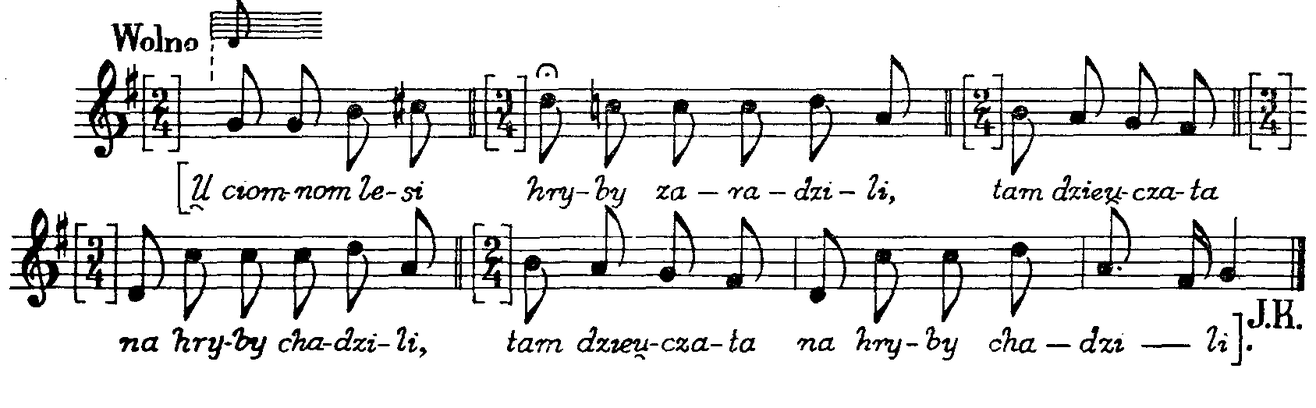 Wolno
[U̯ ciom-nom le-si hry-by za-ra-dzi-li, tam dzieu̯-cza-ta
na hry-by cha-dzi-li, tam dzieu̯-cza-ta na hry-by cha-dzi-li].
J.K.